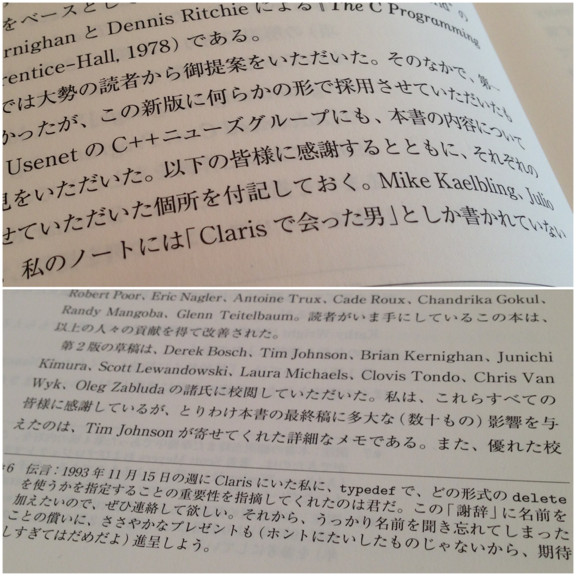 をベースとして
rnighan と Dennis Ritchie による『The C Programming
rentice-Hall, 1978) である。
では大勢の読者から御提案をいただいた。そのなかで、第一
かったが、この新版に何らかの形で採用させていただいたも
Usenet の C++ニューズグループにも、本書の内容について
見をいただいた。以下の皆様に感謝するとともに、それぞれの
せていただいた個所を付記しておく。Mike Kaelbling、Julio
私のノートには「Claris で会った男」としか書かれていない
Robert Poor、Eric Nagler、Antoine Trux、Cade Roux、Chandrika Gokul、
Randy Mangoba、Glenn Teitelbaum。読者がいま手にしているこの本は、
以上の人々の貢献を得て改善された。
第2版の草稿は、Derek Bosch、Tim Johnson、Brian Kernighan、Junichi
Kimura、Scott Lewandowski、Laura Michaels、Clovis Tondo、Chris Van
Wyk、Oleg Zabluda の諸氏に校閲していただいた。私は、これらすべての
皆様に感謝しているが、とりわけ本書の最終稿に多大な(数十もの)影響を与
えたのは、Tim Johnson が寄せてくれた詳細なメモである。また、優れた校
6 伝言：1993年11月15日の週に Claris にいた私に、typedef で、どの形式の delete
を使うかを指定することの重要性を指摘してくれたのは君だ。この「謝辞」に名前を
加えたいので、ぜひ連絡して欲しい。それから、うっかり名前を聞き忘れてしまった
ことの償いに、ささやかなプレゼントも(ホントにたいしたものじゃないから、期待
しすぎてはだめだよ)進呈しよう。